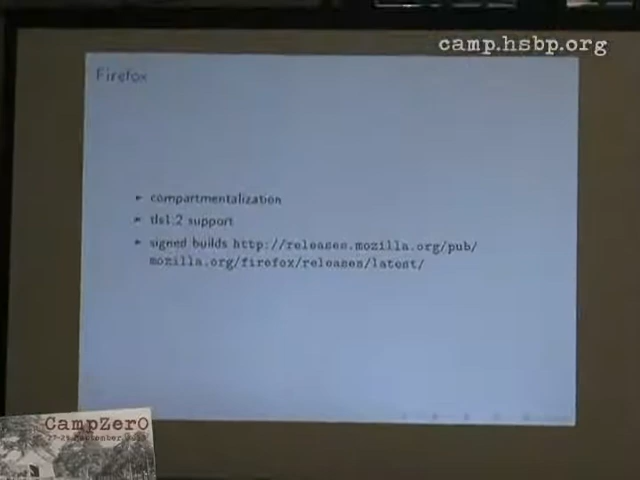 camp.hsbp.org
Firefox
► compartmentalization
► tls1.2 support
► signed builds http://releases.mozilla.org/pub/
mozilla.org/firefox/releases/latest/
CampZer0